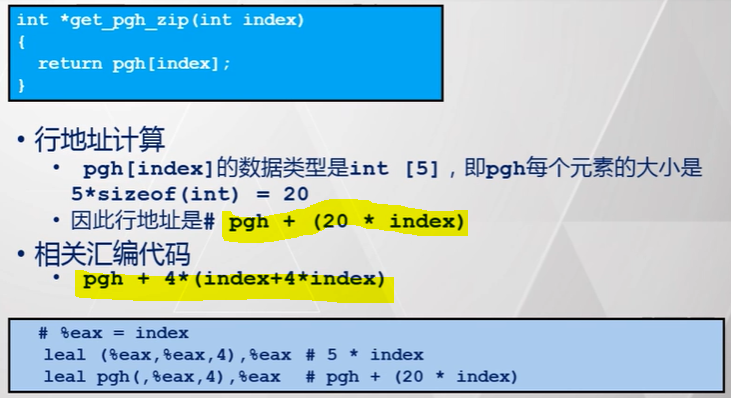 int *get_pgh_zip(int index)
{
  return pgh[index];
}
• 行地址计算
• pgh[index]的数据类型是int [5]，即pgh每个元素的大小是
5*sizeof(int) = 20
• 因此行地址是# pgh + (20 * index)
• 相关汇编代码
• pgh + 4*(index+4*index)
# %eax = index
leal (%eax,%eax,4),%eax # 5 * index
leal pgh(,%eax,4),%eax # pgh + (20 * index)